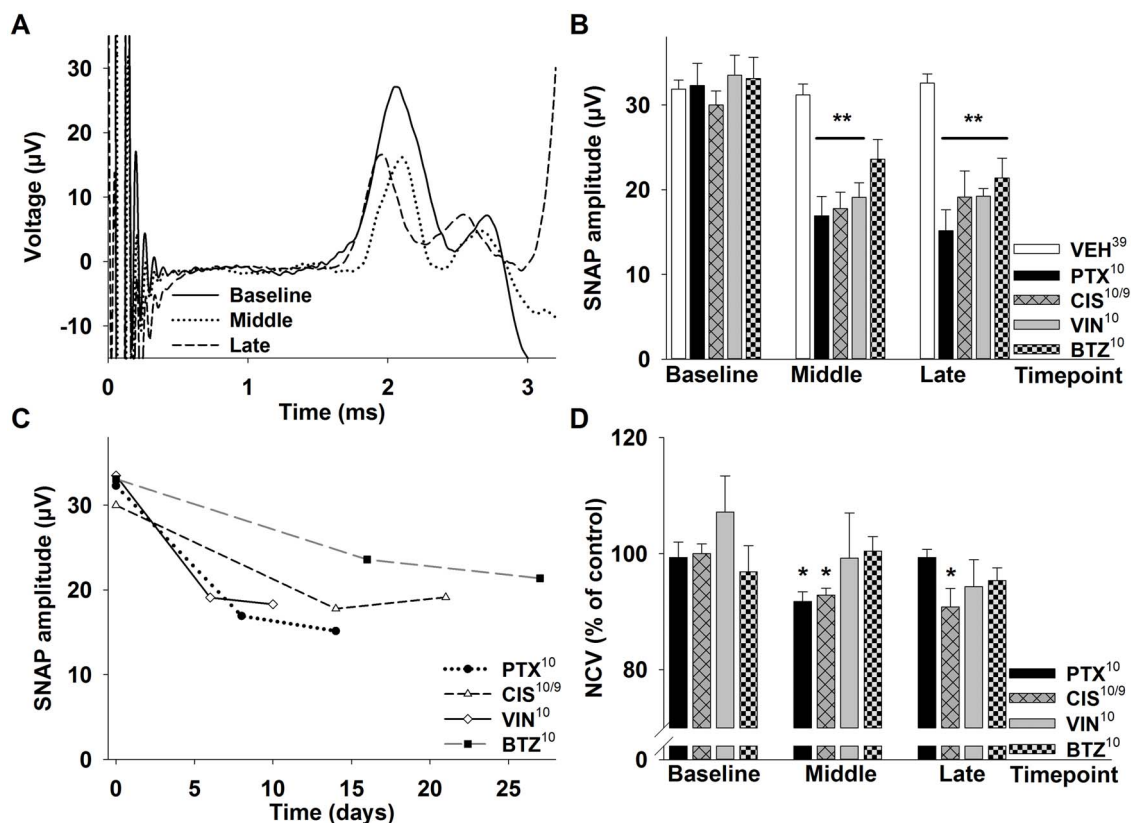 A
Voltage (µV)
30
20
10
0
-10
Baseline
Middle
Late
0 1 2 3
Time (ms)
B
SNAP amplitude (µV)
30
20
10
0
** **
VEH39
PTX10
CIS10/9
VIN10
BTZ10
Baseline Middle Late Timepoint
C
SNAP amplitude (µV)
30
20
10
0
PTX10
CIS10/9
VIN10
BTZ10
0 5 10 15 20 25
Time (days)
D
NCV (% of control)
120
100
80
0
* * *
PTX10
CIS10/9
VIN10
BTZ10
Baseline Middle Late Timepoint